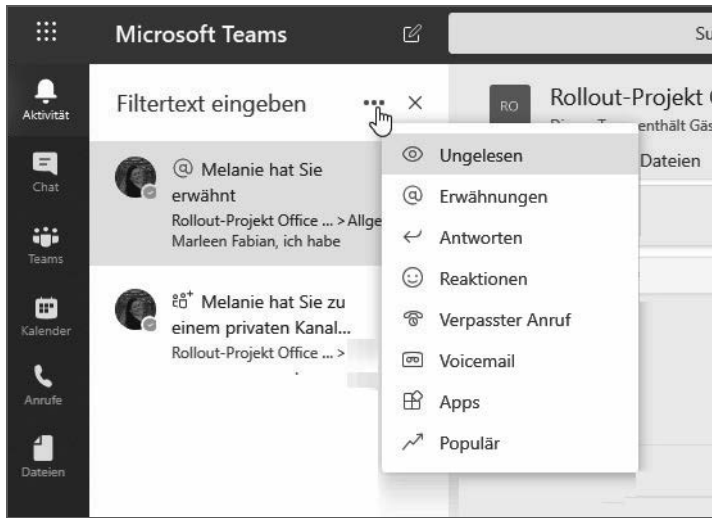 Microsoft Teams
Su
Aktivität
Chat
Teams
Kalender
Anrufe
Dateien
Filtertext eingeben
@ Melanie hat Sie
erwähnt
Rollout-Projekt Office ... > Allge
Marleen Fabian, ich habe
Melanie hat Sie zu
einem privaten Kanal...
Rollout-Projekt Office ... >
RO
Rollout-Projekt
enthält Gäs
Dateien
Ungelesen
Erwähnungen
Antworten
Reaktionen
Verpasster Anruf
Voicemail
Apps
Populär